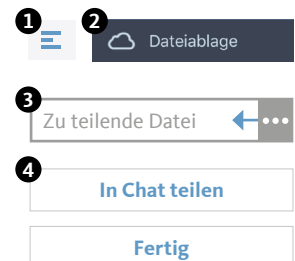 1 2
Dateiablage
3
Zu teilende Datei
4
In Chat teilen
Fertig